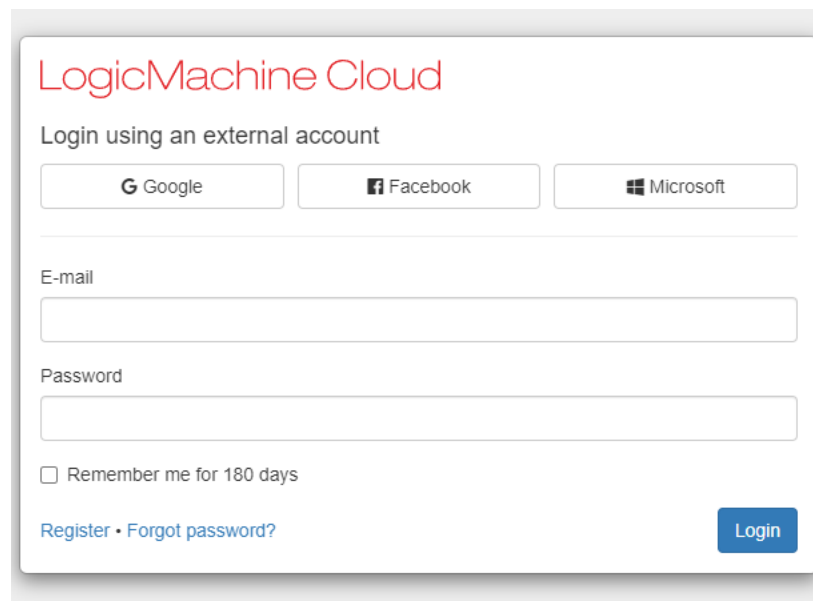 LogicMachine Cloud
Login using an external account
Google Facebook Microsoft
E-mail
Password
Remember me for 180 days
Register • Forgot password? Login